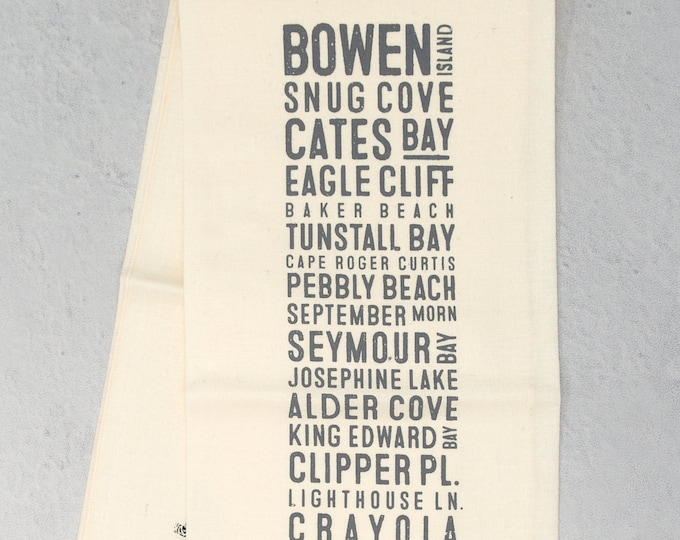 BOWEN ISLAND
SNUG COVE
CATES BAY
EAGLE CLIFF
BAKER BEACH
TUNSTALL BAY
CAPE ROGER CURTIS
PEBBLY BEACH
SEPTEMBER MORN
SEYMOUR BAY
JOSEPHINE LAKE
ALDER COVE
KING EDWARD BAY
CLIPPER PL.
LIGHTHOUSE LN.
CRAYOLA